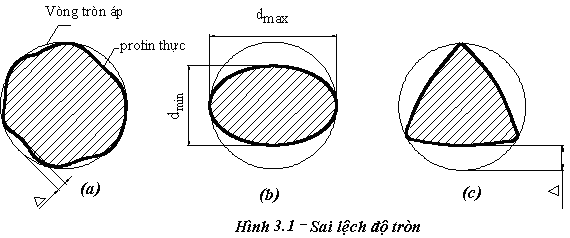 Vòng tròn áp
profin thực
dmax
dmin
Δ
Δ
(a)
(b)
(c)
Hình 3.1 - Sai lệch độ tròn